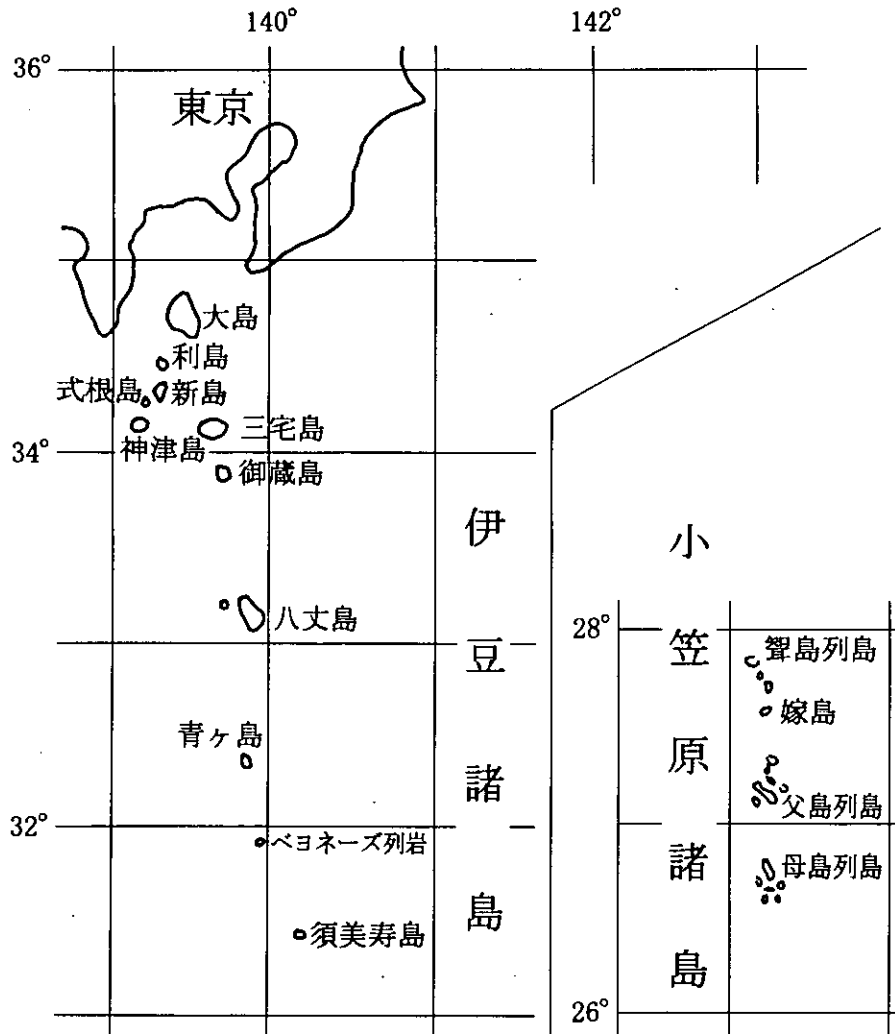 140°
142°
36°
東京
大島
利島
式根島
新島
神津島
三宅島
34°
御蔵島
八丈島
青ヶ島
32°
ベヨネーズ列岩
須美寿島
伊豆諸島
小笠原諸島
28°
聟島列島
嫁島
父島列島
母島列島
26°